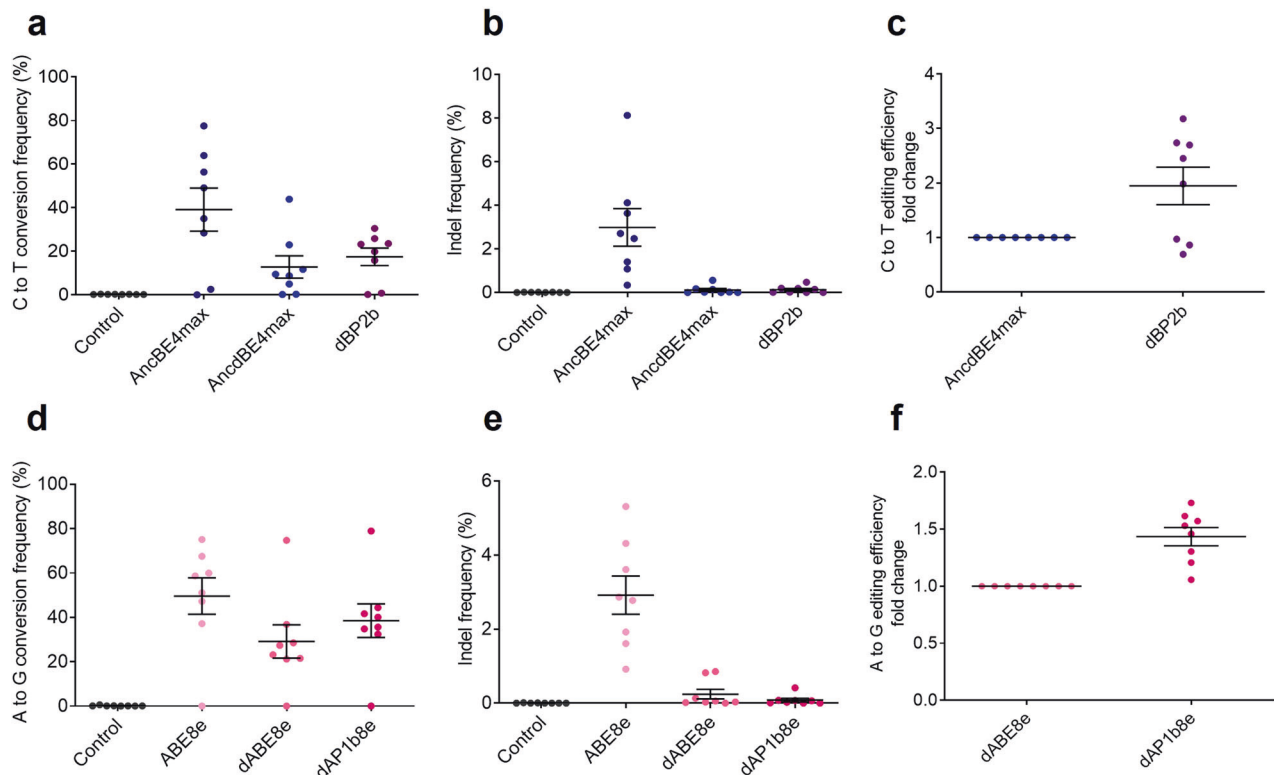 a
C to T conversion frequency (%)
100
80
60
40
20
0
Control
AncBE4max
AncdBE4max
dBP2b
b
Indel frequency (%)
10
8
6
4
2
0
Control
AncBE4max
AncdBE4max
dBP2b
c
C to T editing efficiency
fold change
4
3
2
1
0
AncdBE4max
dBP2b
d
A to G conversion frequency (%)
100
80
60
40
20
0
Control
ABE8e
dABE8e
dAP1b8e
e
Indel frequency (%)
6
4
2
0
Control
ABE8e
dABE8e
dAP1b8e
f
A to G editing efficiency
fold change
2.0
1.5
1.0
0.5
0.0
dABE8e
dAP1b8e